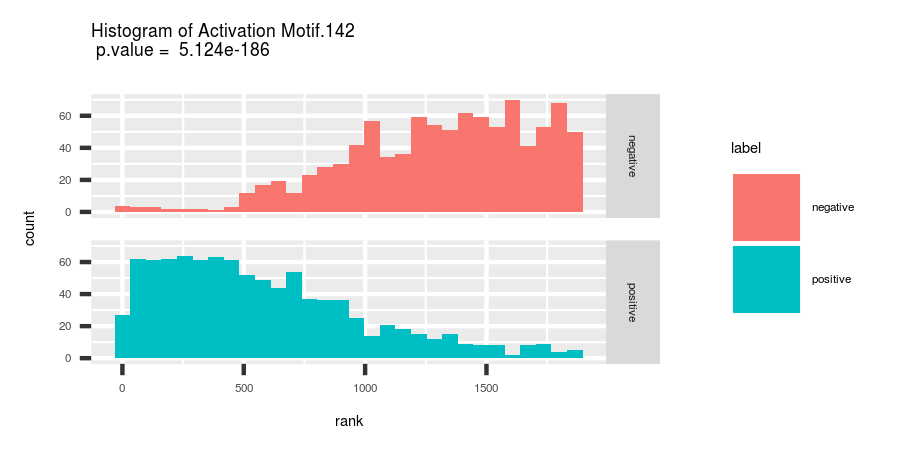 Histogram of Activation Motif.142
p.value = 5.124e-186
60
40
20
0
negative
60
40
20
0
positive
0 500 1000 1500
rank
count
label
negative
positive